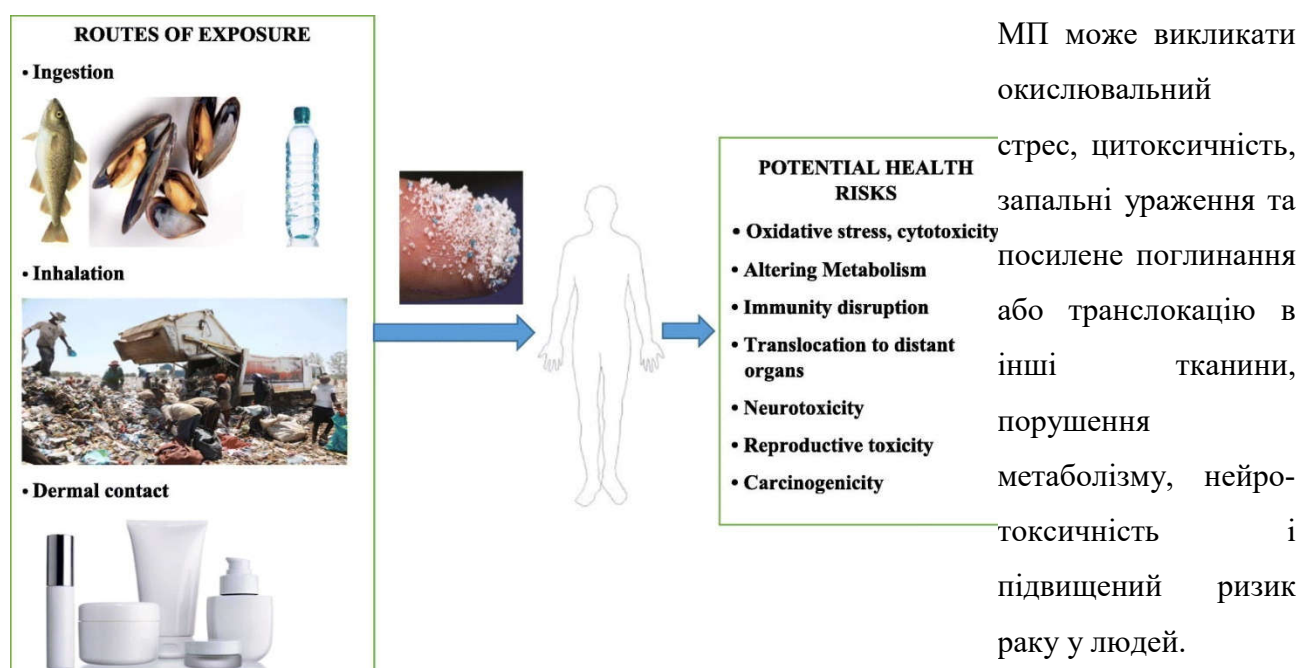 ROUTES OF EXPOSURE
• Ingestion
• Inhalation
• Dermal contact
POTENTIAL HEALTH
RISKS
• Oxidative stress, cytotoxicity
• Altering Metabolism
• Immunity disruption
• Translocation to distant
organs
• Neurotoxicity
• Reproductive toxicity
• Carcinogenicity
МП може викликати
окислювальний
стрес, цитоксичність,
запальні ураження та
посилене поглинання
або транслокацію в
інші тканини,
порушення
метаболізму, нейро-
токсичність і
підвищений ризик
раку у людей.